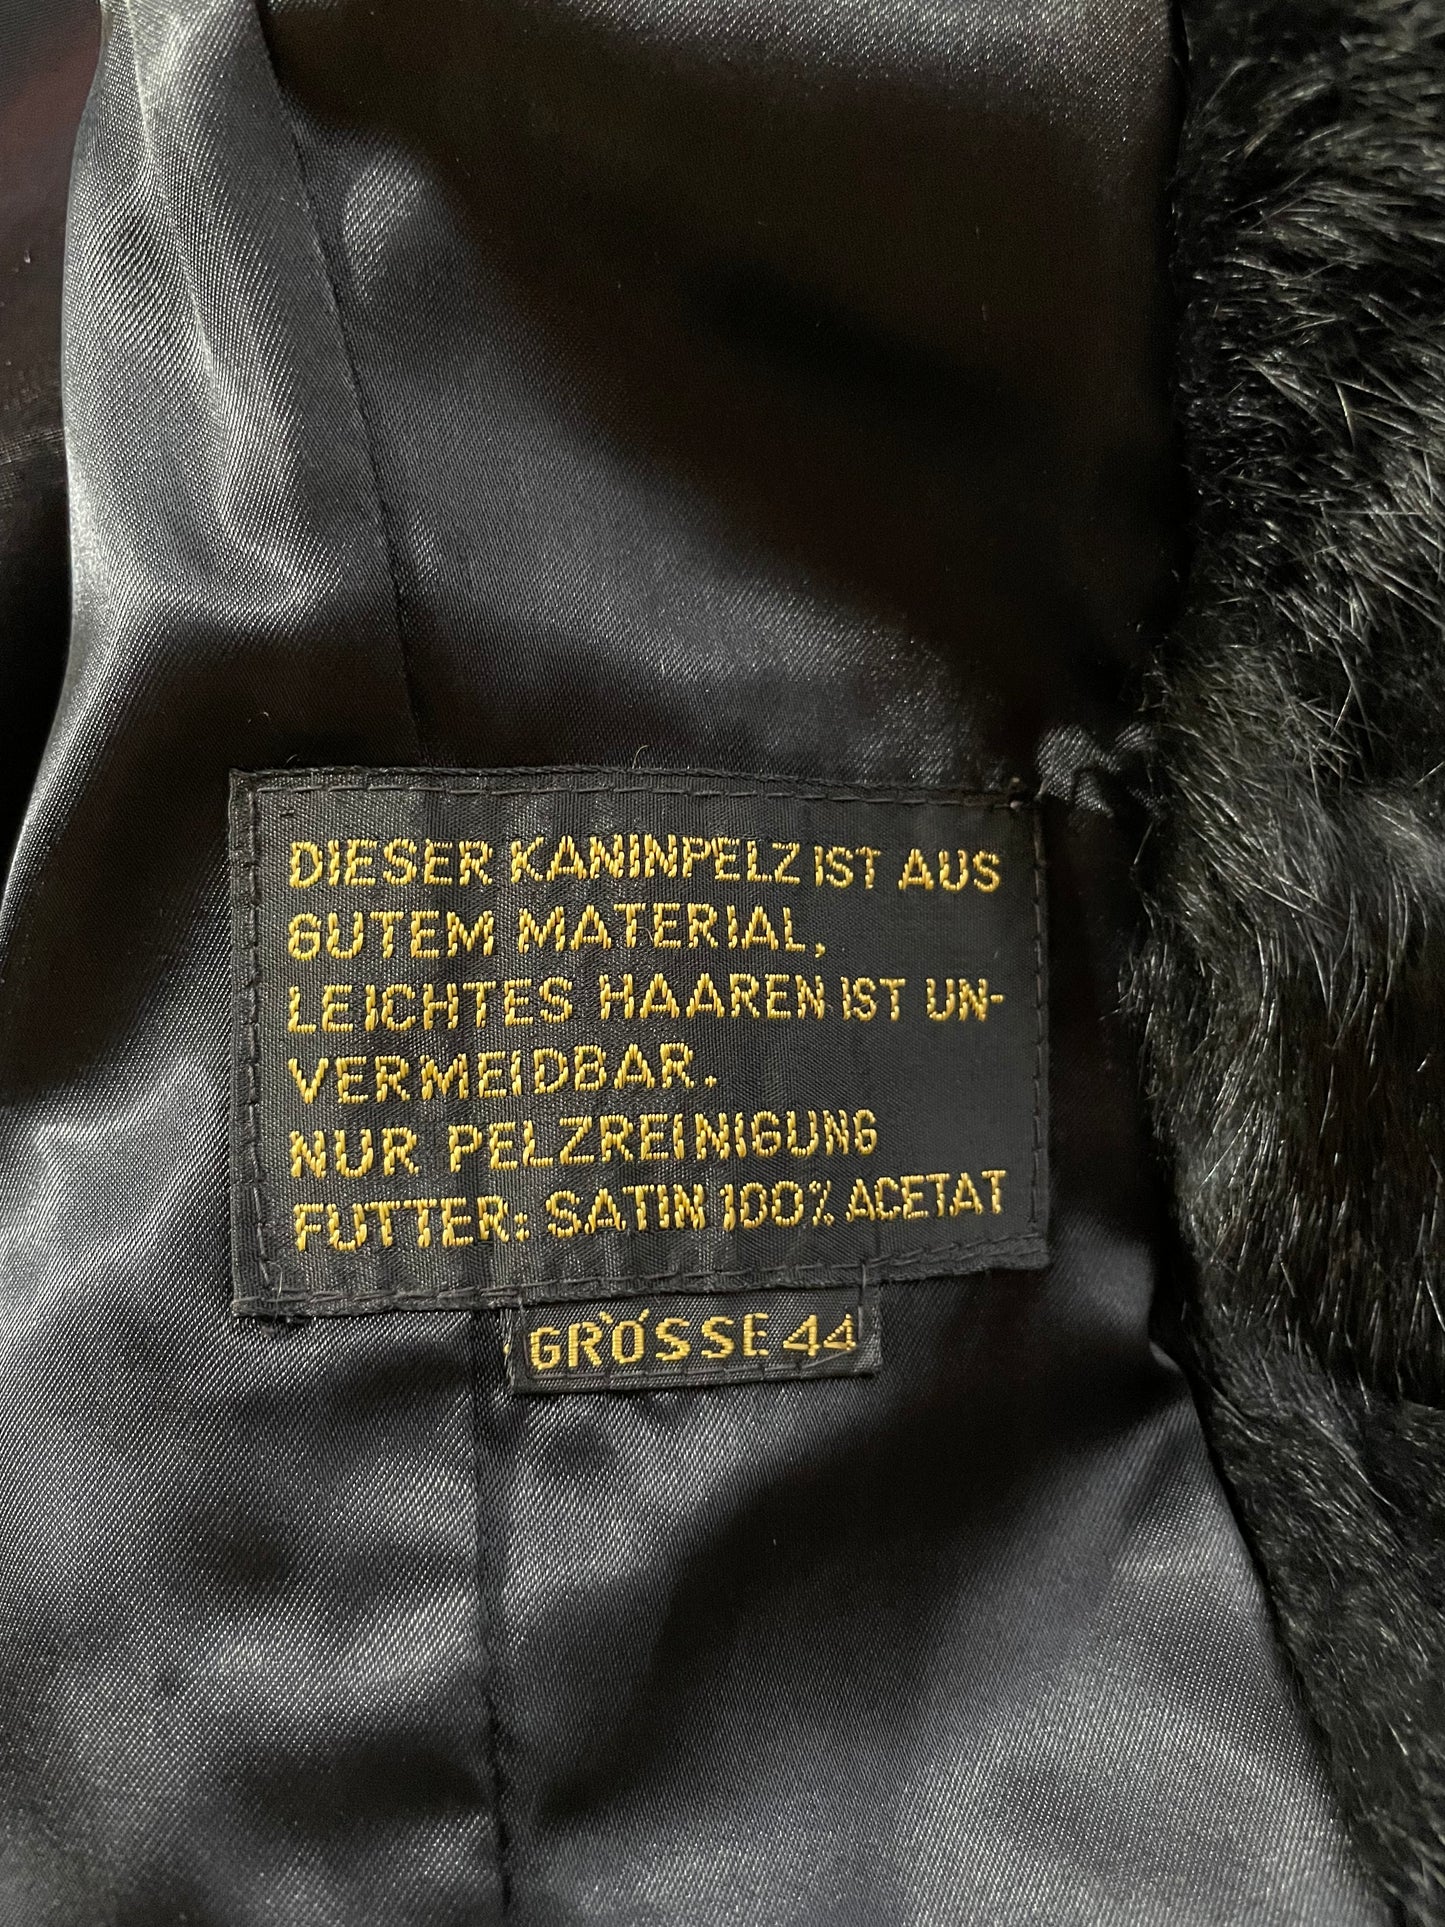 DIESER KANINPELZ IST AUS
GUTEM MATERIAL,
LEICHTES HAAREN IST UN-
VERMEIDBAR.
NUR PELZREINIGUNG
FUTTER: SATIN 100% ACETAT
GRÖSSE 44